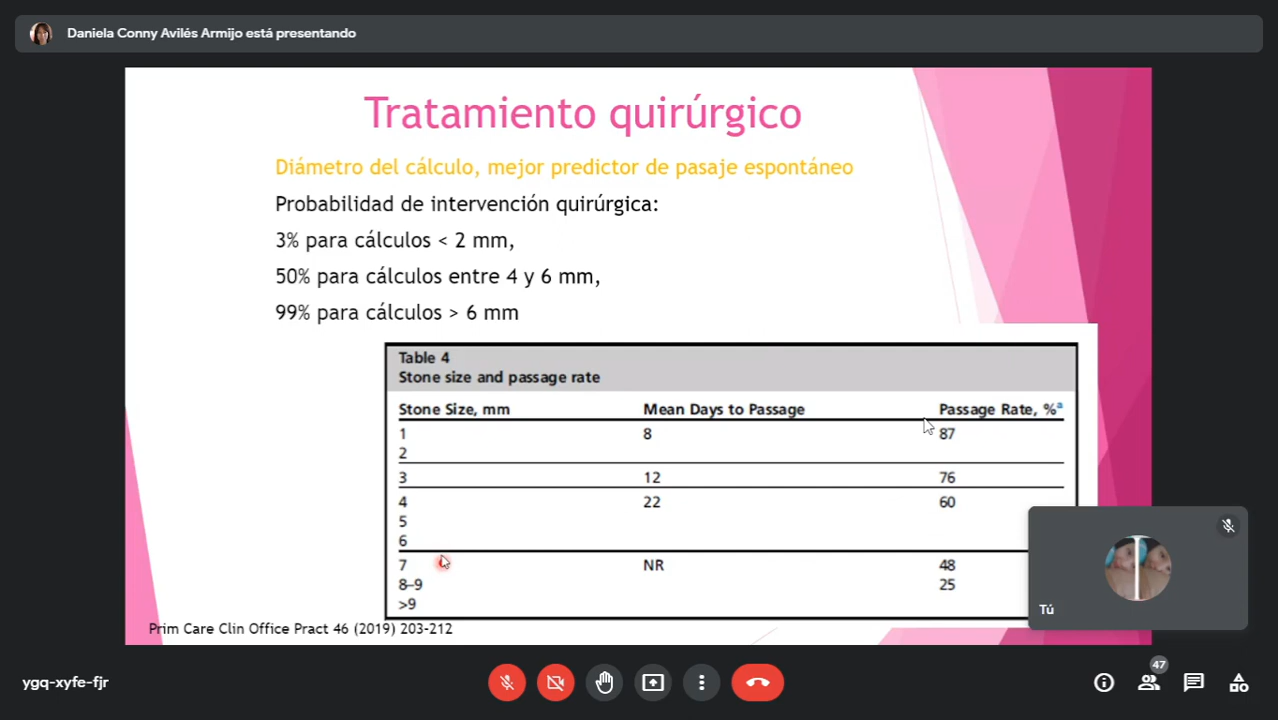 Daniela Conny Avilés Armijo está presentando
Tratamiento quirúrgico
Diámetro del cálculo, mejor predictor de pasaje espontáneo
Probabilidad de intervención quirúrgica:
3% para cálculos < 2 mm,
50% para cálculos entre 4 y 6 mm,
99% para cálculos > 6 mm
Table 4
Stone size and passage rate
Stone Size, mm Mean Days to Passage Passage Rate, %a
1 8 87
2
3 12 76
4 22 60
5
6
7 NR 48
8–9 25
>9
Prim Care Clin Office Pract 46 (2019) 203-212
Tú
ygq-xyfe-fjr
47